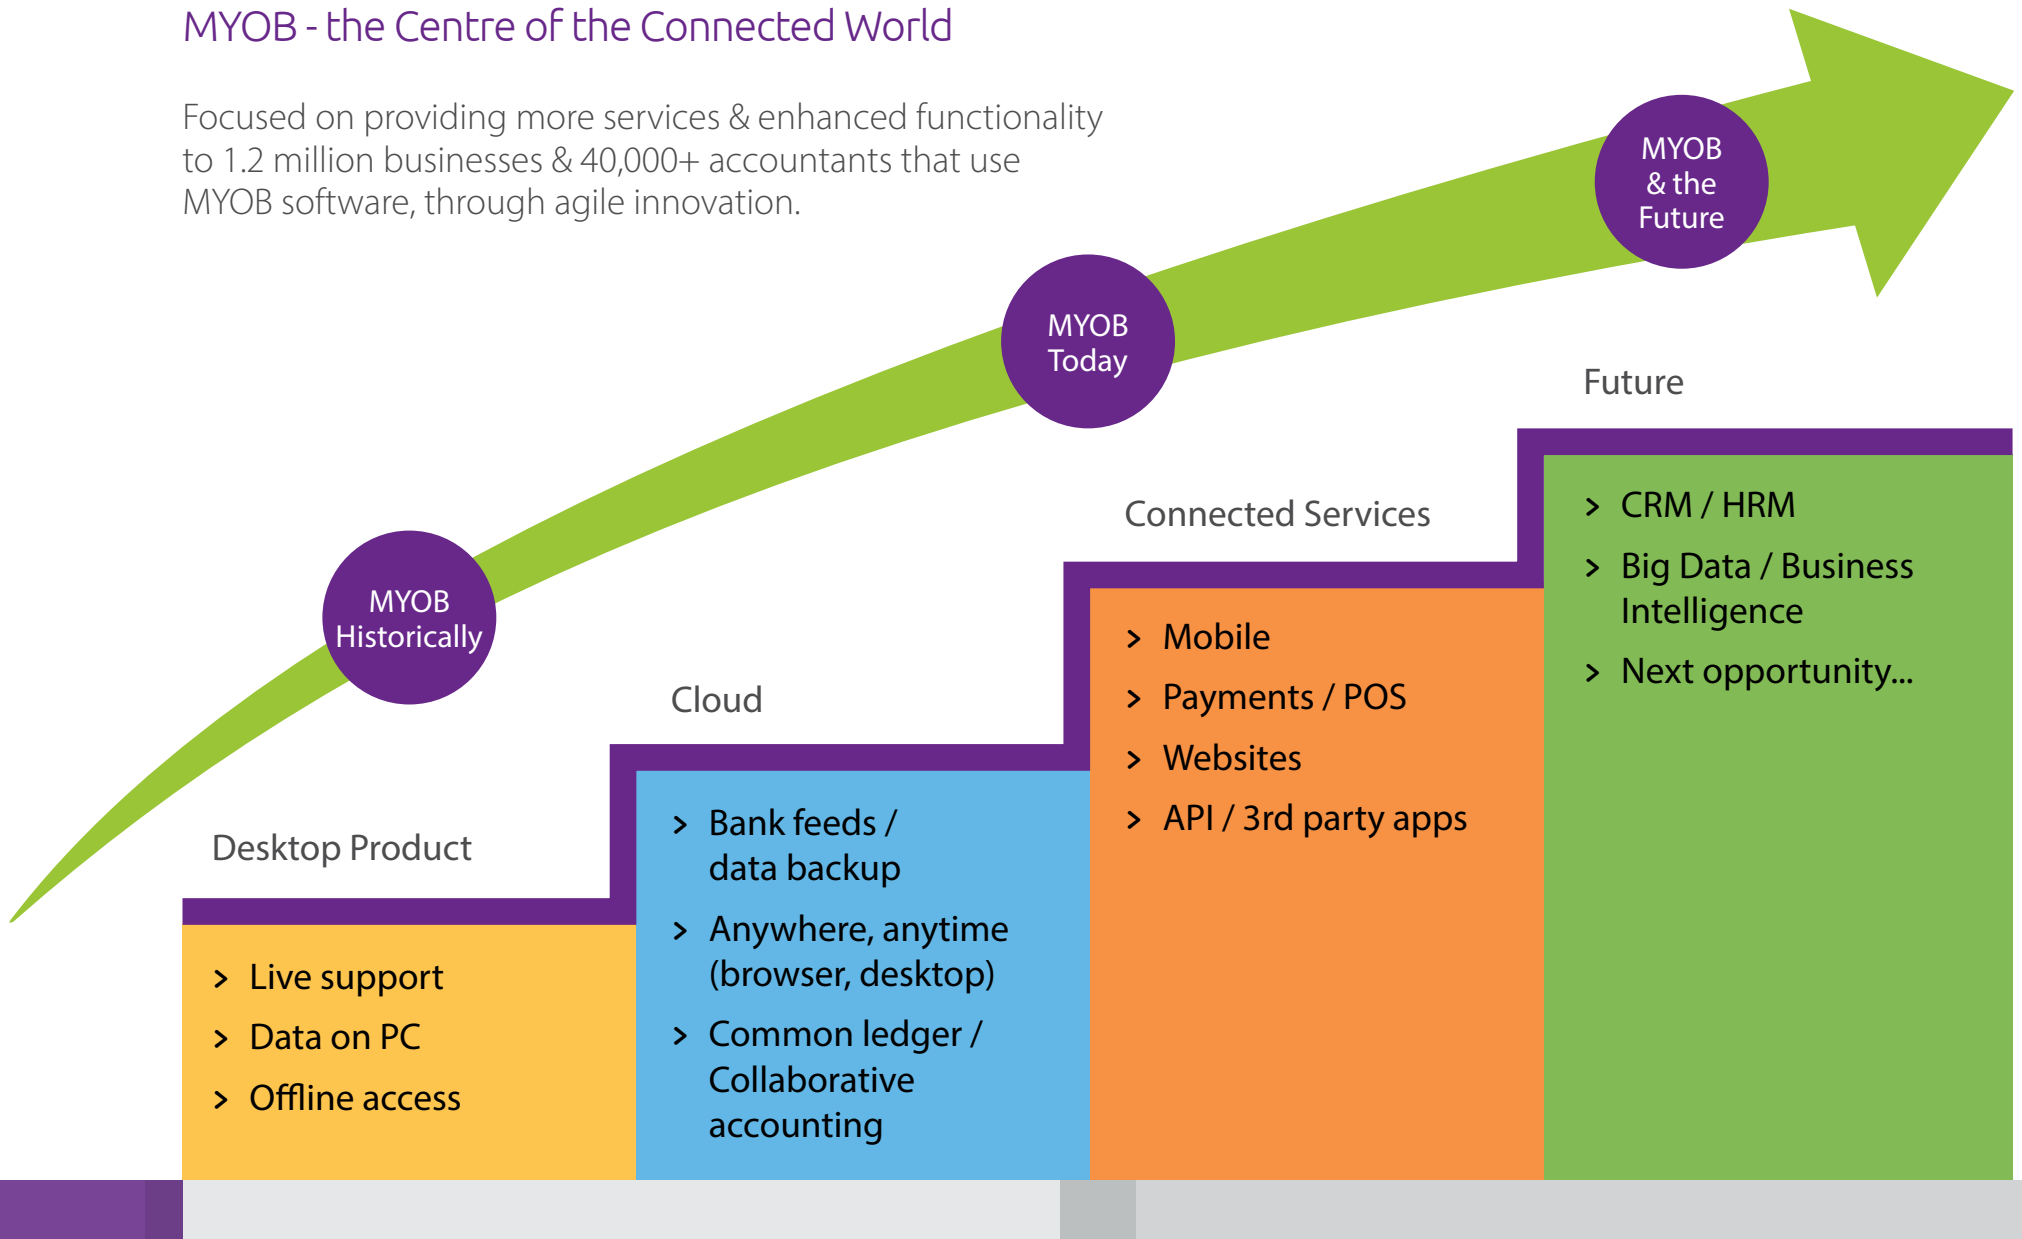 MYOB - the Centre of the Connected World
Focused on providing more services & enhanced functionality
to 1.2 million businesses & 40,000+ accountants that use
MYOB software, through agile innovation.
MYOB
Historically
MYOB
Today
MYOB
& the
Future
Desktop Product
> Live support
> Data on PC
> Offline access
Cloud
> Bank feeds /
data backup
> Anywhere, anytime
(browser, desktop)
> Common ledger /
Collaborative
accounting
Connected Services
> Mobile
> Payments / POS
> Websites
> API / 3rd party apps
Future
> CRM / HRM
> Big Data / Business
Intelligence
> Next opportunity...